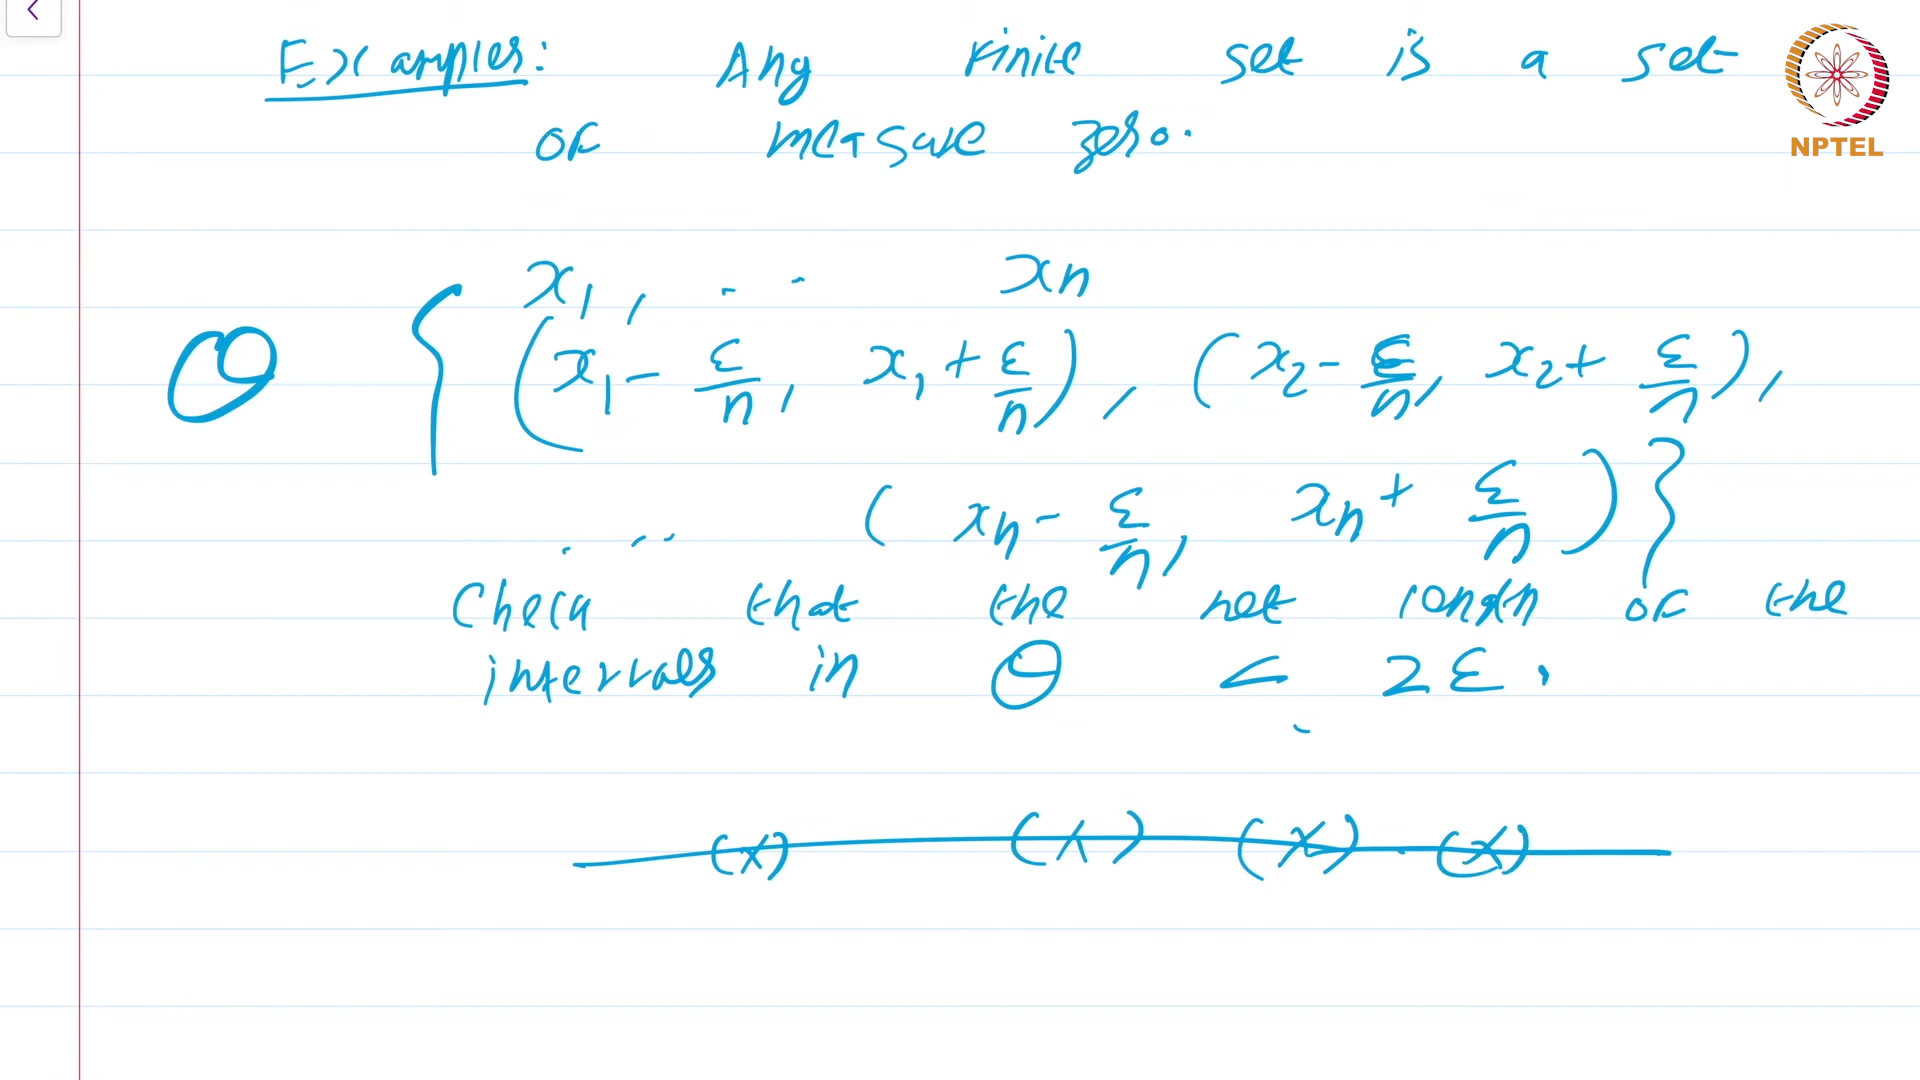 Examples: Any finite set is a set
NPTEL
of measure zero.
x₁, . . . xₙ
O { (x₁ - ε/n, x₁ + ε/n), (x₂ - ε/n, x₂ + ε/n),
. . . (xₙ - ε/n, xₙ + ε/n) }
Check that the net length of the
intervals in O < 2ε.
(x) (x) (x) . (x)